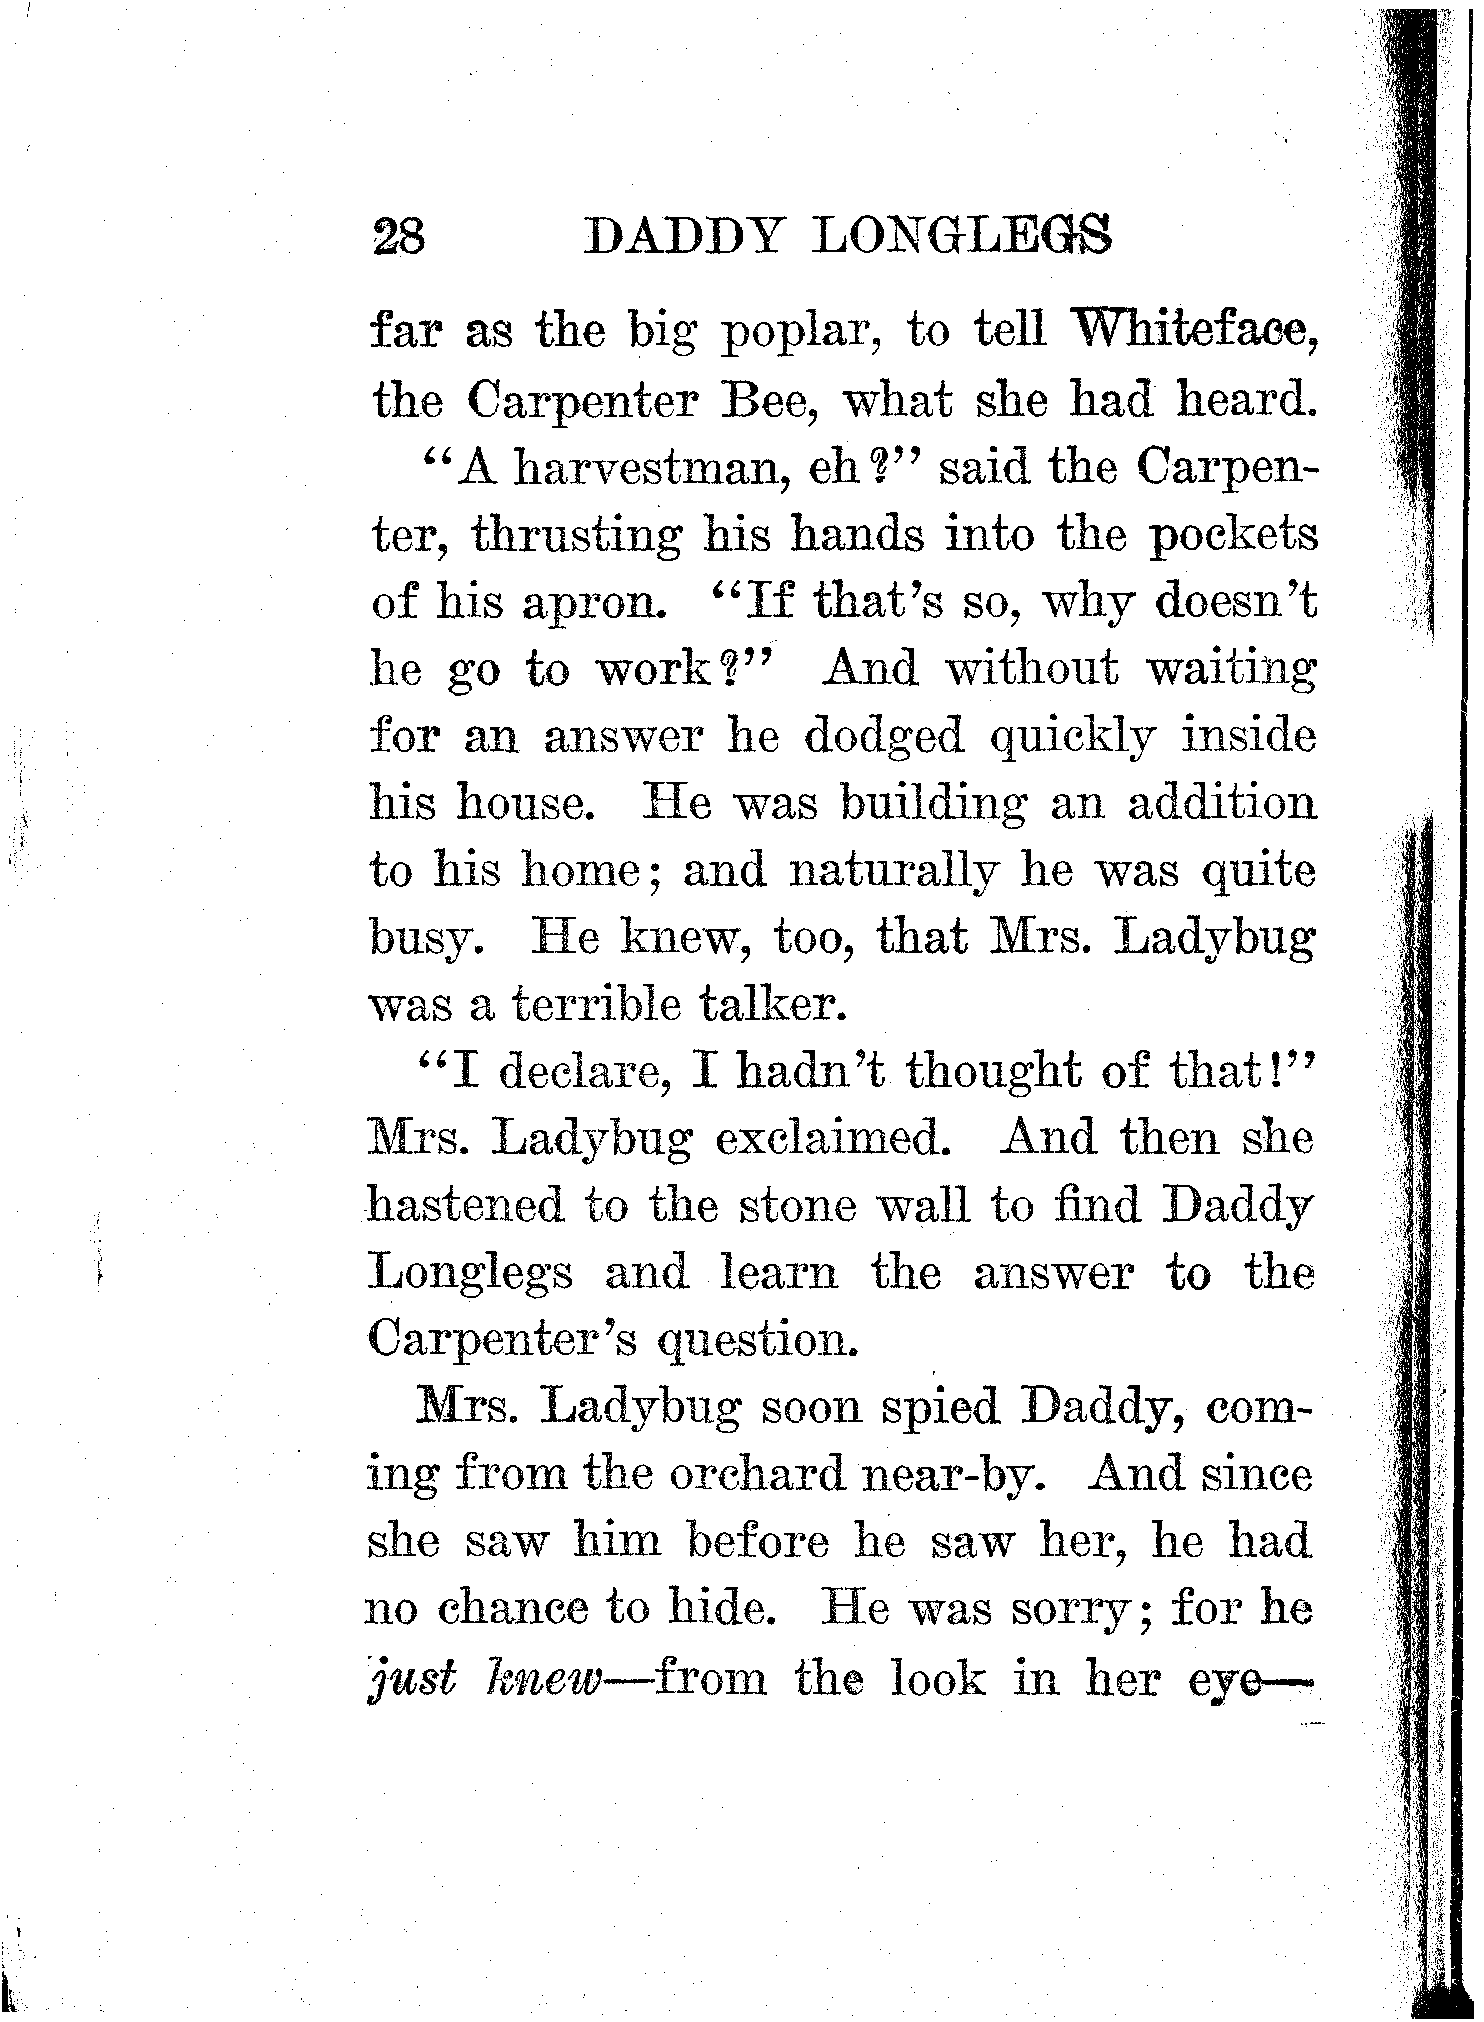 28 DADDY LONGLEGS
far as the big poplar, to tell Whiteface,
the Carpenter Bee, what she had heard.
"A harvestman, eh?" said the Carpen-
ter, thrusting his hands into the pockets
of his apron. "If that's so, why doesn't
he go to work?" And without waiting
for an answer he dodged quickly inside
his house. He was building an addition
to his home; and naturally he was quite
busy. He knew, too, that Mrs. Ladybug
was a terrible talker.
"I declare, I hadn't thought of that!"
Mrs. Ladybug exclaimed. And then she
hastened to the stone wall to find Daddy
Longlegs and learn the answer to the
Carpenter's question.
Mrs. Ladybug soon spied Daddy, com-
ing from the orchard near-by. And since
she saw him before he saw her, he had
no chance to hide. He was sorry; for he
just knew—from the look in her eye—